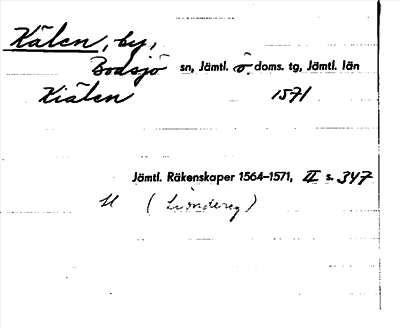 Kälen, by,
Bodsjö sn, Jämtl. ö. doms. tg, Jämtl. län
Kiälen 1571
Jämtl. Räkenskaper 1564–1571, II s. 347